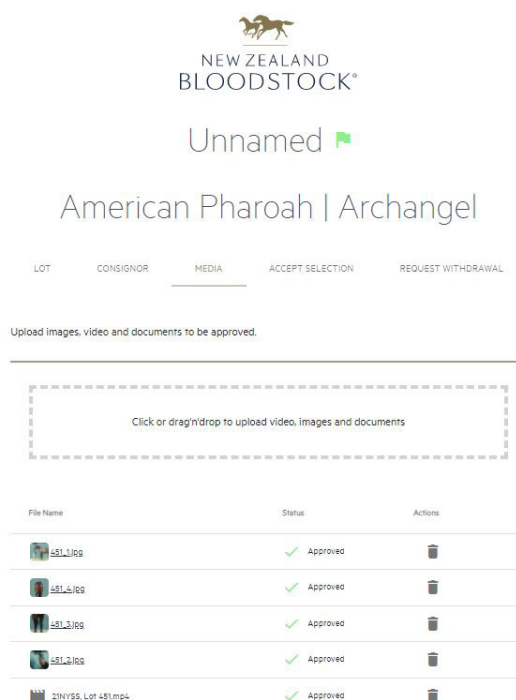 NEW ZEALAND
BLOODSTOCK®
Unnamed
American Pharoah | Archangel
LOT CONSIGNOR MEDIA ACCEPT SELECTION REQUEST WITHDRAWAL
Upload images, video and documents to be approved.
Click or drag'n'drop to upload video, images and documents
File Name Status Actions
451_1.jpg Approved
451_4.jpg Approved
451_3.jpg Approved
451_2.jpg Approved
21NYSS, Lot 451.mp4 Approved